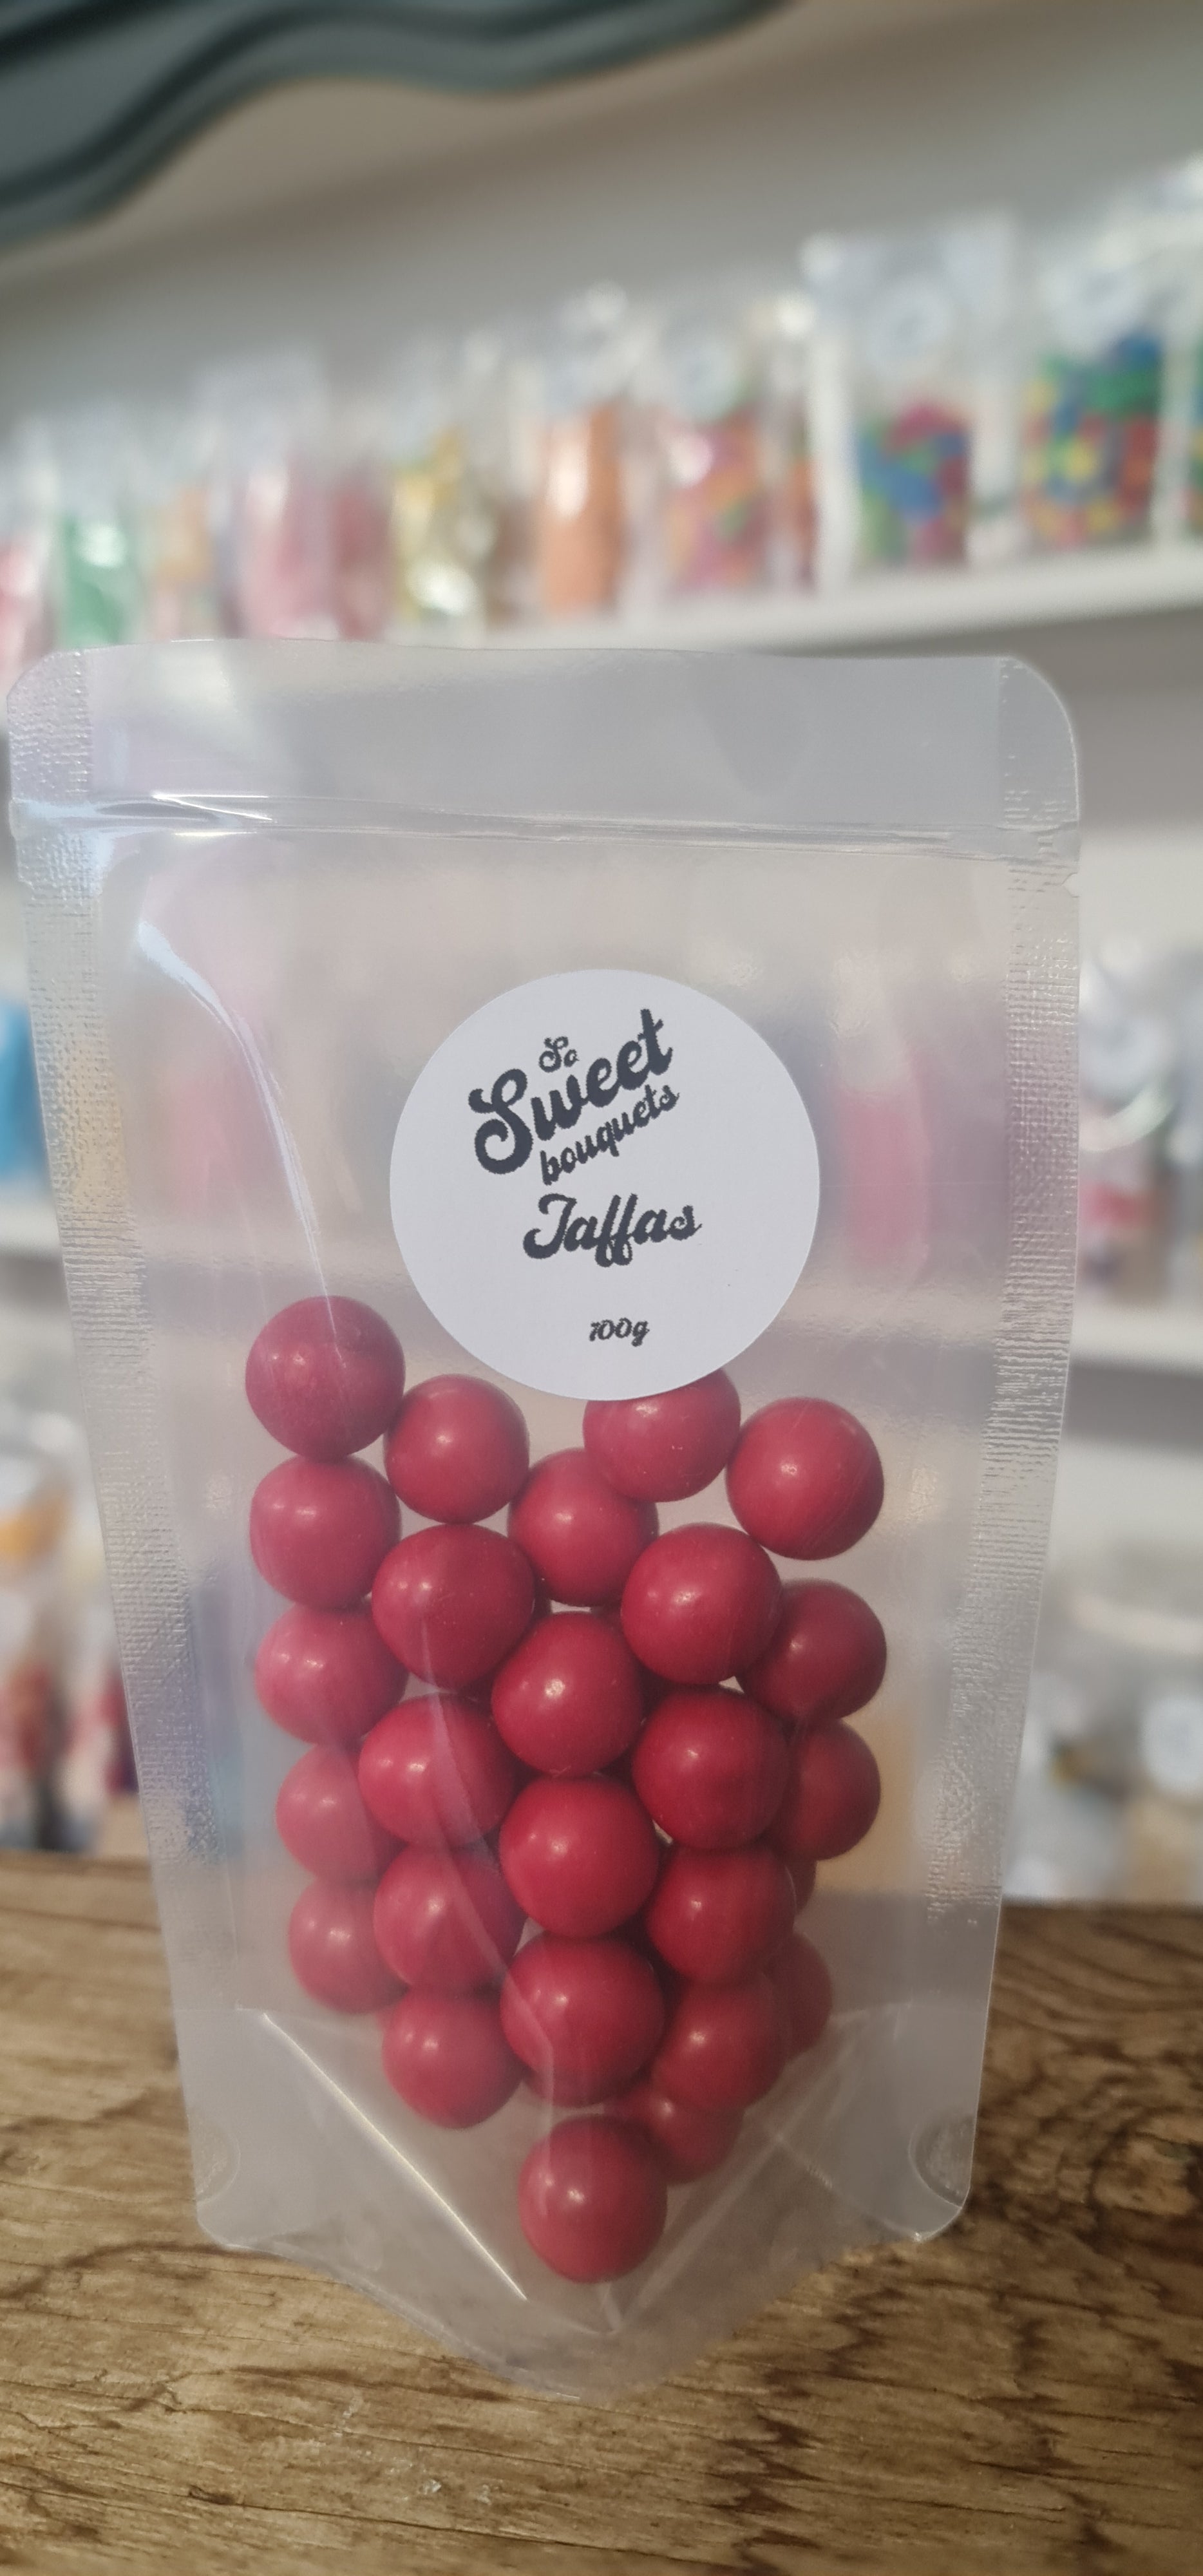 So
Sweet
bouquets
Jaffas
100g